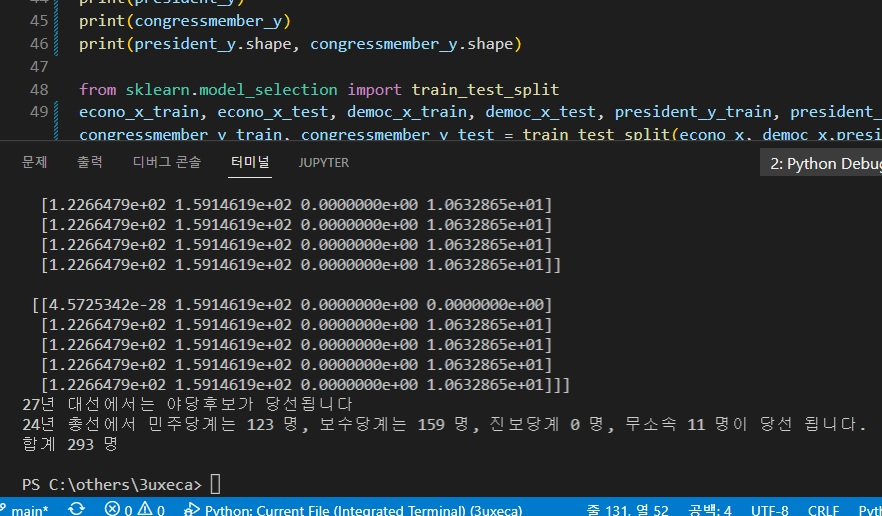 44 print(president_y)
45 print(congressmember_y)
46 print(president_y.shape, congressmember_y.shape)
47
48 from sklearn.model_selection import train_test_split
49 econo_x_train, econo_x_test, democ_x_train, democ_x_test, president_y_train, president_
congressmember_y_train, congressmember_y_test = train_test_split(econo_x, democ_x,presi
문제 출력 디버그 콘솔 터미널 JUPYTER 2: Python Debug
[1.2266479e+02 1.5914619e+02 0.0000000e+00 1.0632865e+01]
[1.2266479e+02 1.5914619e+02 0.0000000e+00 1.0632865e+01]
[1.2266479e+02 1.5914619e+02 0.0000000e+00 1.0632865e+01]
[1.2266479e+02 1.5914619e+02 0.0000000e+00 1.0632865e+01]]
[[4.5725342e-28 1.5914619e+02 0.0000000e+00 0.0000000e+00]
[1.2266479e+02 1.5914619e+02 0.0000000e+00 1.0632865e+01]
[1.2266479e+02 1.5914619e+02 0.0000000e+00 1.0632865e+01]
[1.2266479e+02 1.5914619e+02 0.0000000e+00 1.0632865e+01]
[1.2266479e+02 1.5914619e+02 0.0000000e+00 1.0632865e+01]]]
27년 대선에서는 야당후보가 당선됩니다
24년 총선에서 민주당계는 123 명, 보수당계는 159 명, 진보당계 0 명, 무소속 11 명이 당선 됩니다.
합계 293 명
PS C:\others\3uxeca>
main* 0 0 Python: Current File (Integrated Terminal) (3uxeca) 줄 131, 열 52 공백: 4 UTF-8 CRLF Pyth